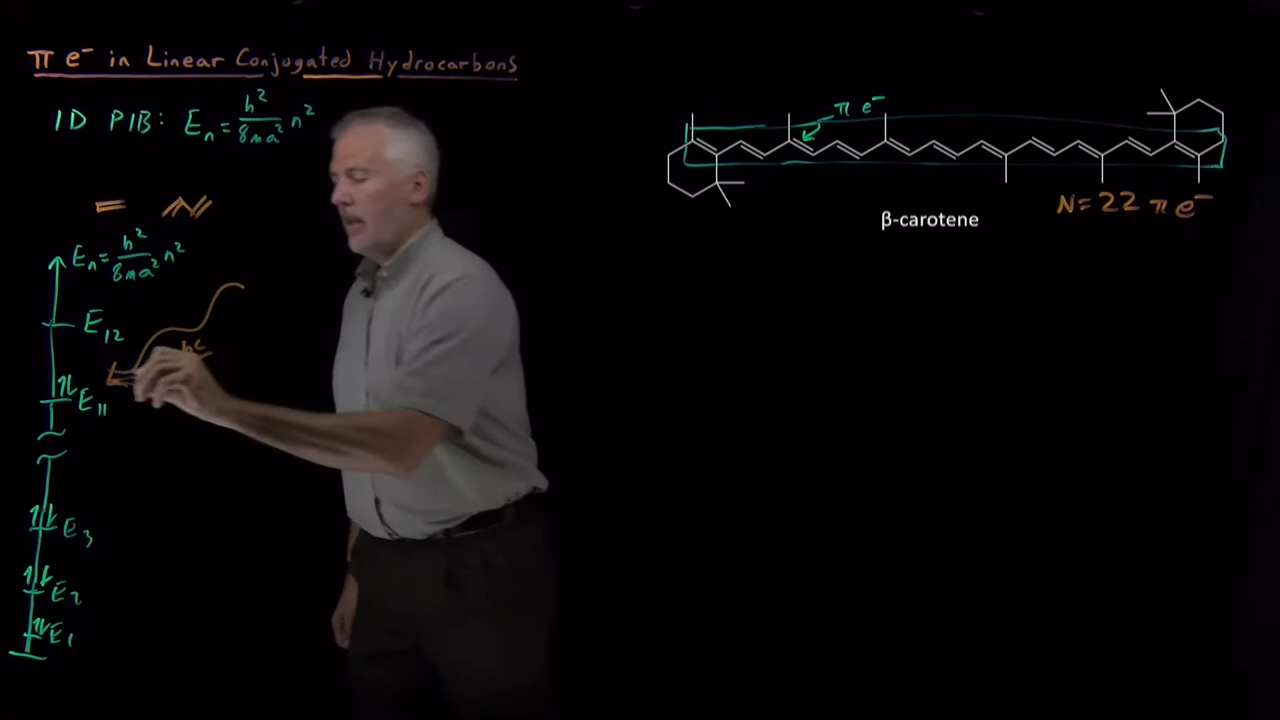 π e⁻ in Linear Conjugated Hydrocarbons
1D PIB: Eₙ = h²/8ma² n²
π e⁻
N = 22 π e⁻
β-carotene
Eₙ = h²/8ma² n²
E₁₂
E₁₁
E₃
E₂
E₁